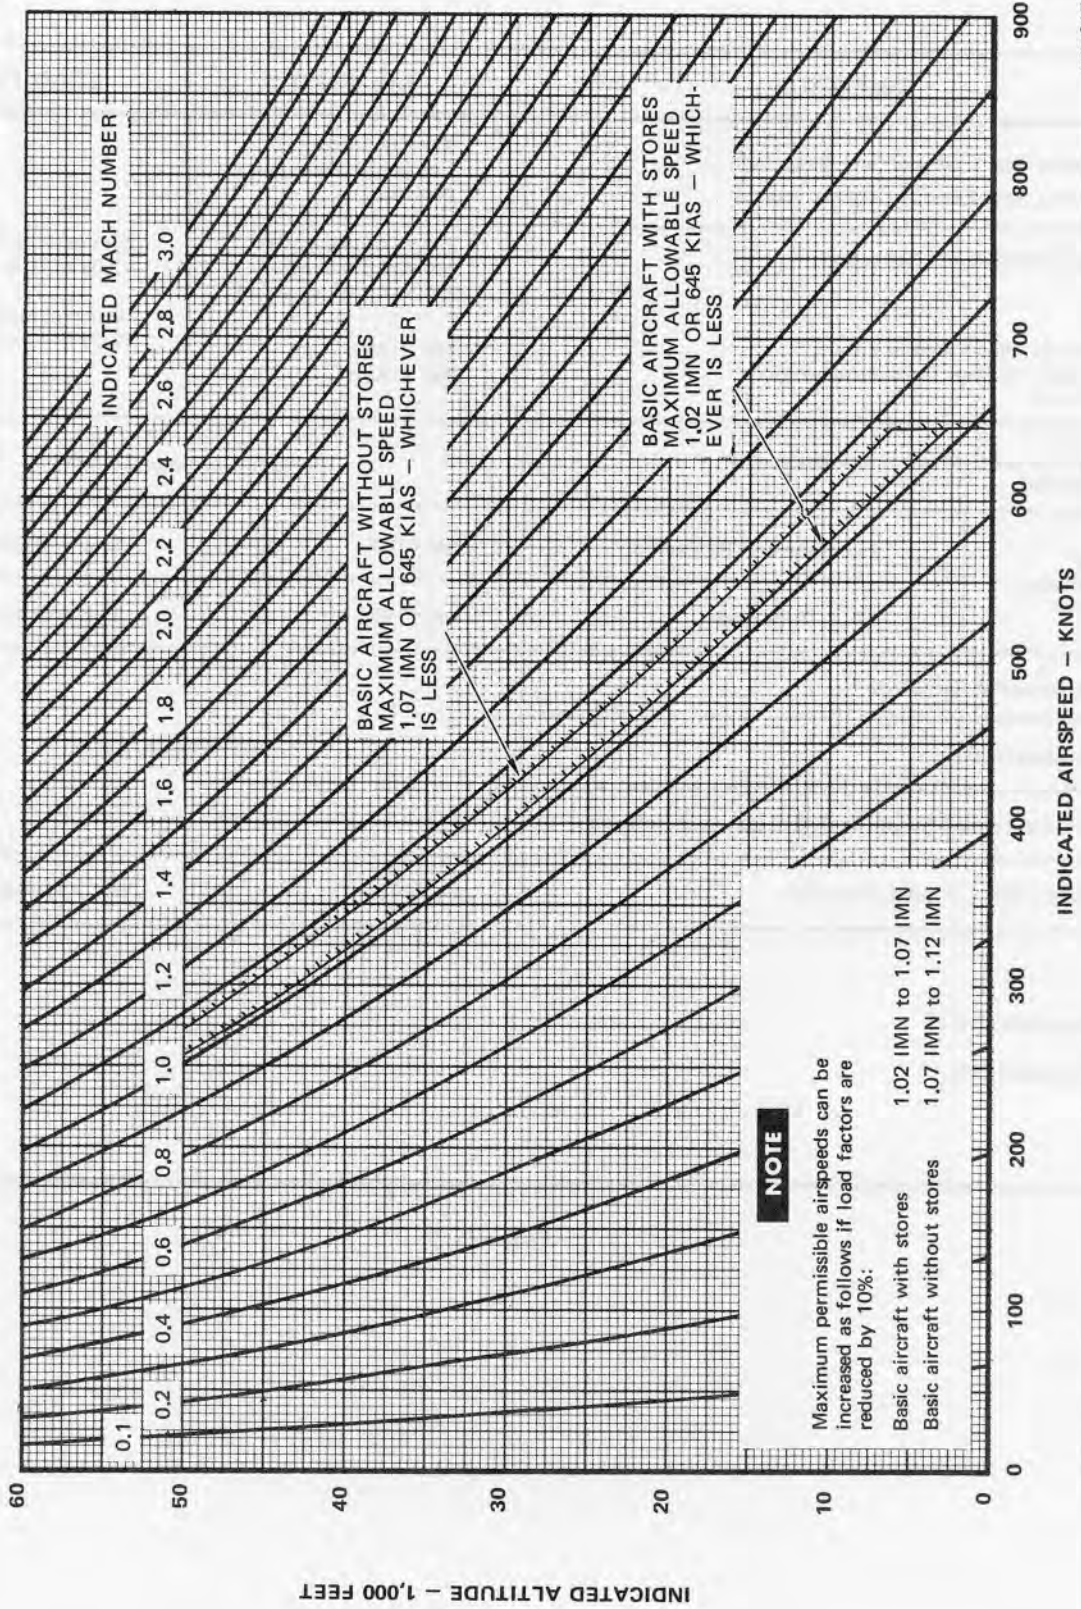 INDICATED MACH NUMBER
0.1
0.2
0.4
0.6
0.8
1.0
1.2
1.4
1.6
1.8
2.0
2.2
2.4
2.6
2.8
3.0
BASIC AIRCRAFT WITHOUT STORES
MAXIMUM ALLOWABLE SPEED
1.07 IMN OR 645 KIAS – WHICHEVER
IS LESS
BASIC AIRCRAFT WITH STORES
MAXIMUM ALLOWABLE SPEED
1.02 IMN OR 645 KIAS – WHICH-
EVER IS LESS
NOTE
Maximum permissible airspeeds can be
increased as follows if load factors are
reduced by 10%:
Basic aircraft with stores 1.02 IMN to 1.07 IMN
Basic aircraft without stores 1.07 IMN to 1.12 IMN
INDICATED ALTITUDE – 1,000 FEET
60
50
40
30
20
10
0
0
100
200
300
400
500
600
700
800
900
INDICATED AIRSPEED – KNOTS